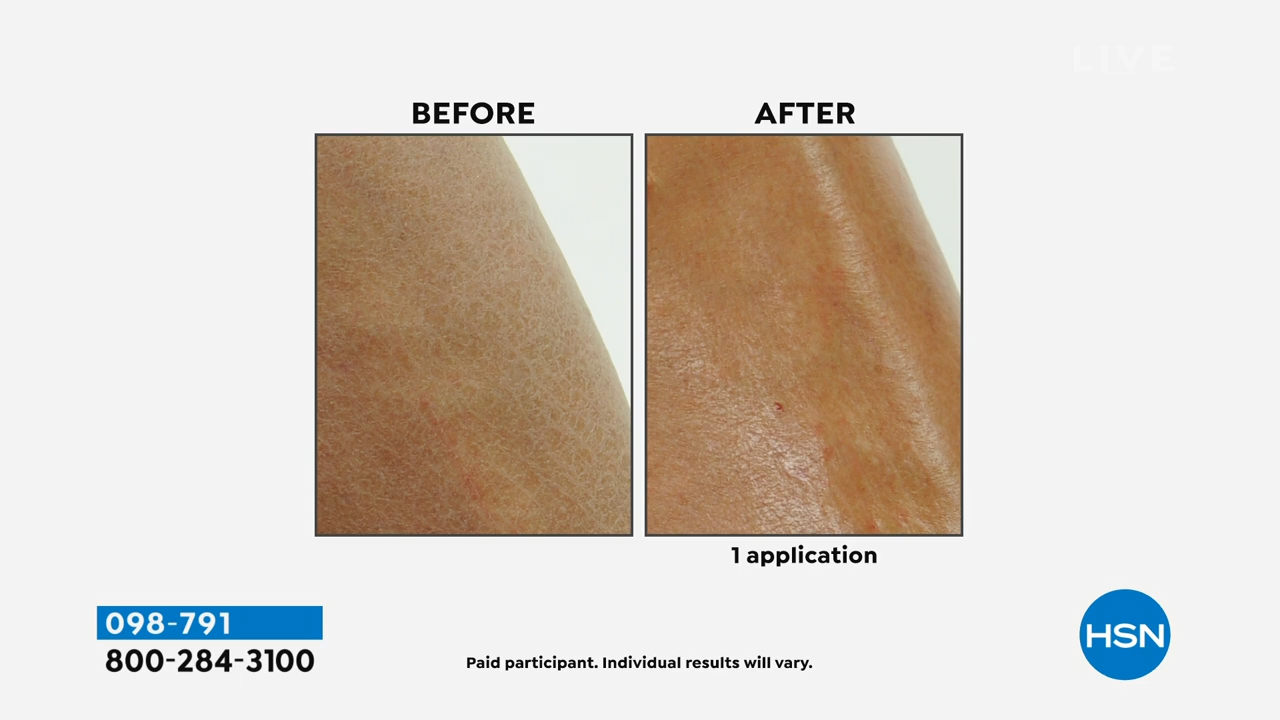 LIVE
BEFORE
AFTER
1 application
098-791
800-284-3100
Paid participant. Individual results will vary.
HSN